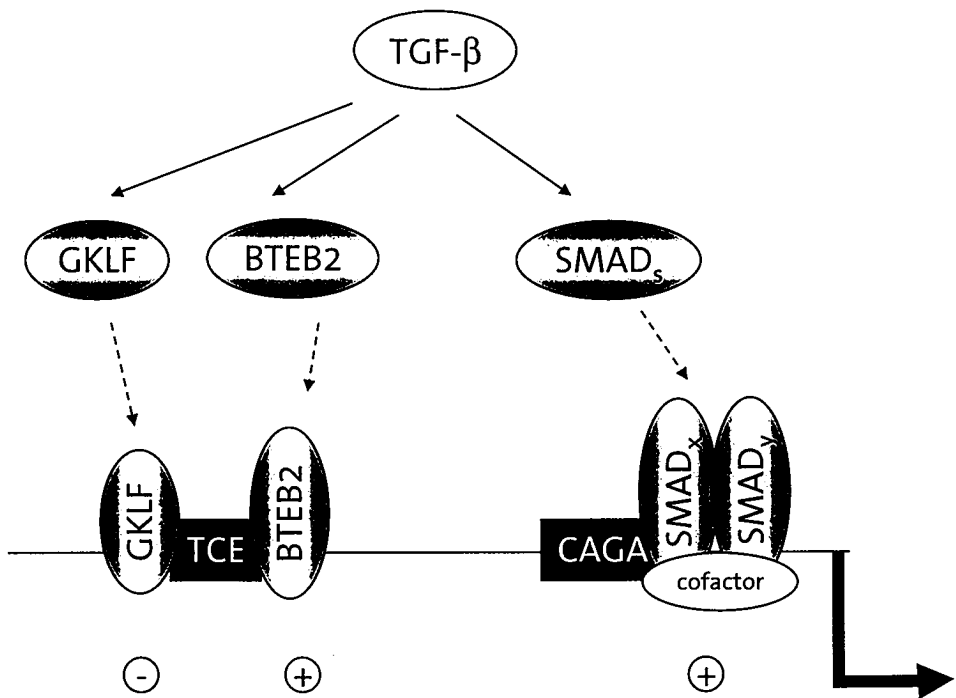 TGF-β
GKLF
BTEB2
SMADs
GKLF
TCE
BTEB2
CAGA
SMADx
SMADy
cofactor
-
+
+